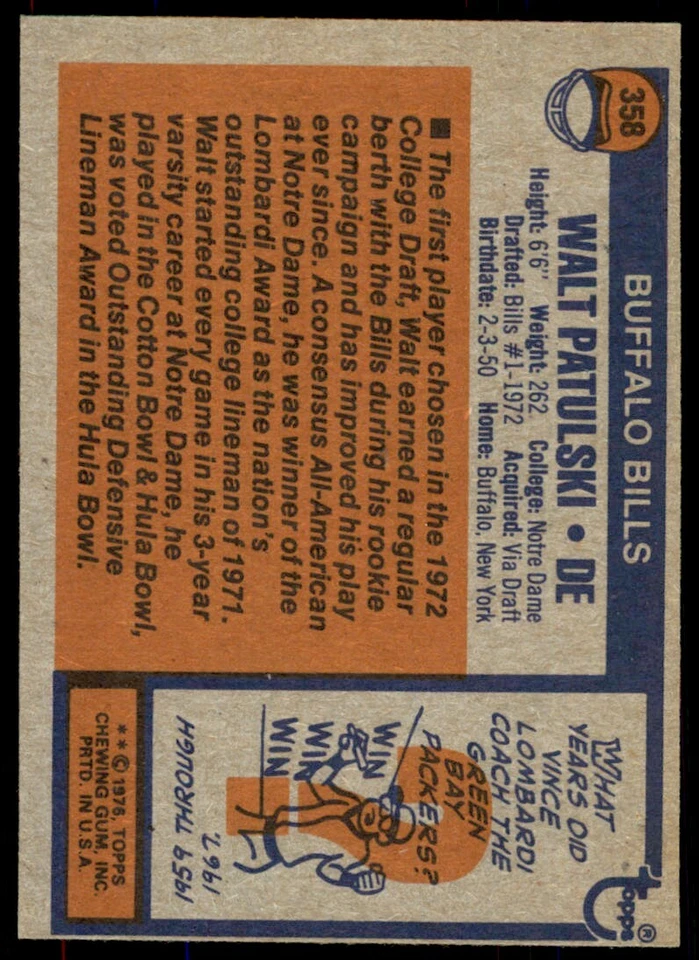 358
BUFFALO BILLS
WALT PATULSKI • DE
Height: 6'6" Weight: 262 College: Notre Dame
Drafted: Bills #1-1972 Acquired: Via Draft
Birthdate: 2-3-50 Home: Buffalo, New York
■ The first player chosen in the 1972
College Draft, Walt earned a regular
berth with the Bills during his rookie
campaign and has improved his play
ever since. A consensus All-American
at Notre Dame, he was winner of the
Lombardi Award as the nation's
outstanding college lineman of 1971.
Walt started every game in his 3-year
varsity career at Notre Dame, he
played in the Cotton Bowl & Hula Bowl,
was voted Outstanding Defensive
Lineman Award in the Hula Bowl.
topps®
WHAT
YEARS DID
VINCE
LOMBARDI
COACH THE
GREEN
BAY
PACKERS?
WIN
WIN
WIN
W
1959 THROUGH
1967.
* * © 1976, TOPPS
CHEWING GUM, INC.
PRTD. IN U.S.A.